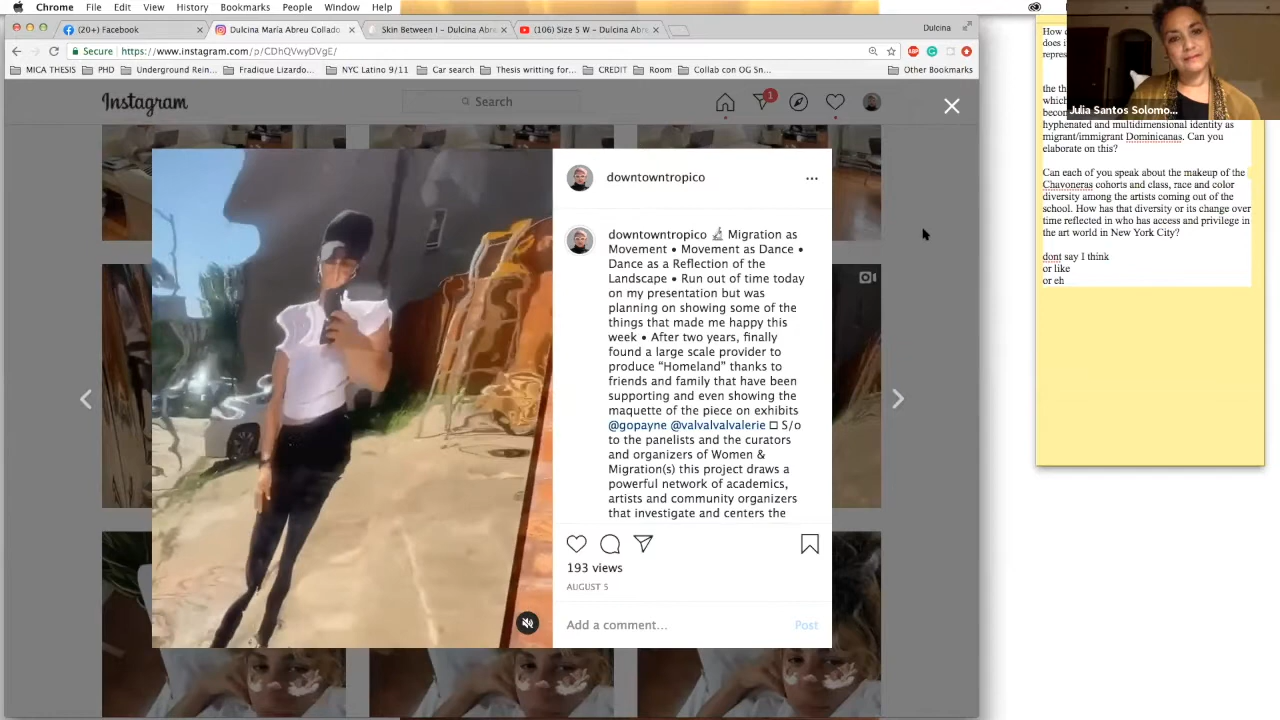 Chrome File Edit View History Bookmarks People Window Help
(20+) Facebook
Dulcina Maria Abreu Collado
Skin Between I – Dulcina Abre
(106) Size 5 W – Dulcina Abre
Dulcina
Secure https://www.instagram.com/p/CDhQVwyDVgE/
MICA THESIS PHD Underground Rein... Fradique Lizardo... NYC Latino 9/11 Car search Thesis writting for... CREDIT Room Collab con OG Sn... Other Bookmarks
Instagram
Search
1
downtowntropico
downtowntropico 🔬 Migration as
Movement • Movement as Dance •
Dance as a Reflection of the
Landscape • Run out of time today
on my presentation but was
planning on showing some of the
things that made me happy this
week • After two years, finally
found a large scale provider to
produce “Homeland” thanks to
friends and family that have been
supporting and even showing the
maquette of the piece on exhibits
@gopayne @valvalvalvalerie □ S/o
to the panelists and the curators
and organizers of Women &
Migration(s) this project draws a
powerful network of academics,
artists and community organizers
that investigate and centers the
193 views
AUGUST 5
Add a comment...
Post
How
does i
repres
the th
which
becom
hyphenated and multidimensional identity as
migrant/immigrant Dominicanas. Can you
elaborate on this?
Can each of you speak about the makeup of the
Chavoneras cohorts and class, race and color
diversity among the artists coming out of the
school. How has that diversity or its change over
time reflected in who has access and privilege in
the art world in New York City?
dont say I think
or like
or eh
Julia Santos Solomo...